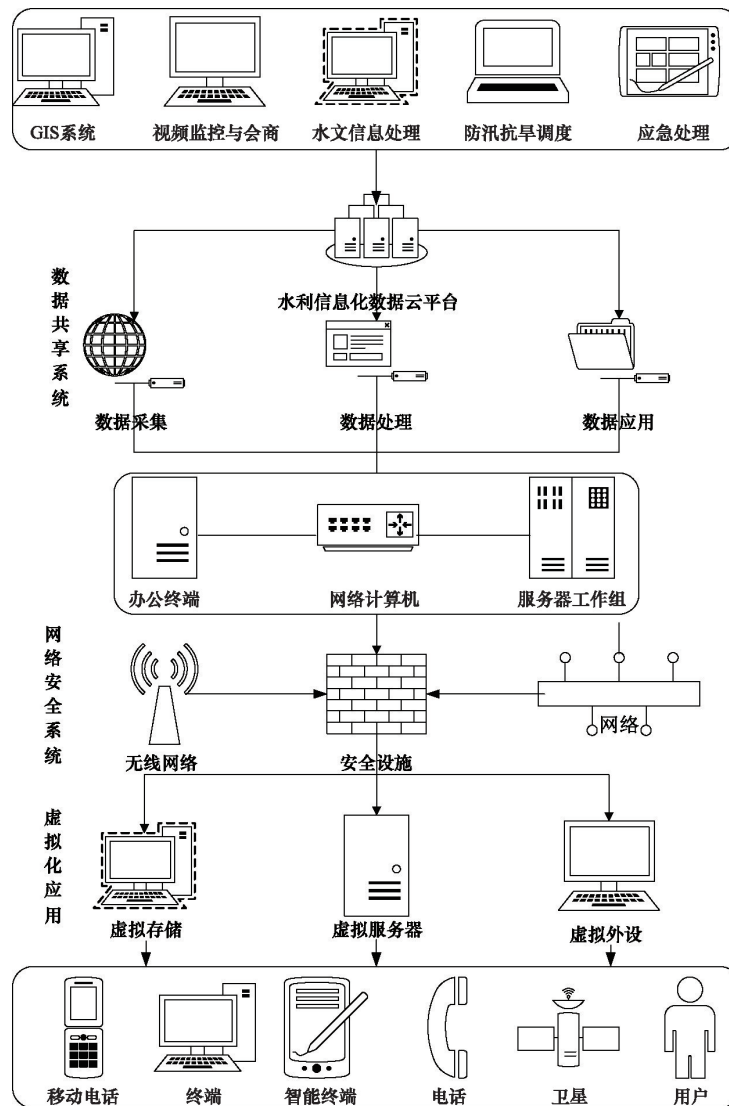 GIS系统
视频监控与会商
水文信息处理
防汛抗旱调度
应急处理
数据共享系统
水利信息化数据云平台
数据采集
数据处理
数据应用
办公终端
网络计算机
服务器工作组
网络安全系统
无线网络
安全设施
网络
虚拟化应用
虚拟存储
虚拟服务器
虚拟外设
移动电话
终端
智能终端
电话
卫星
用户